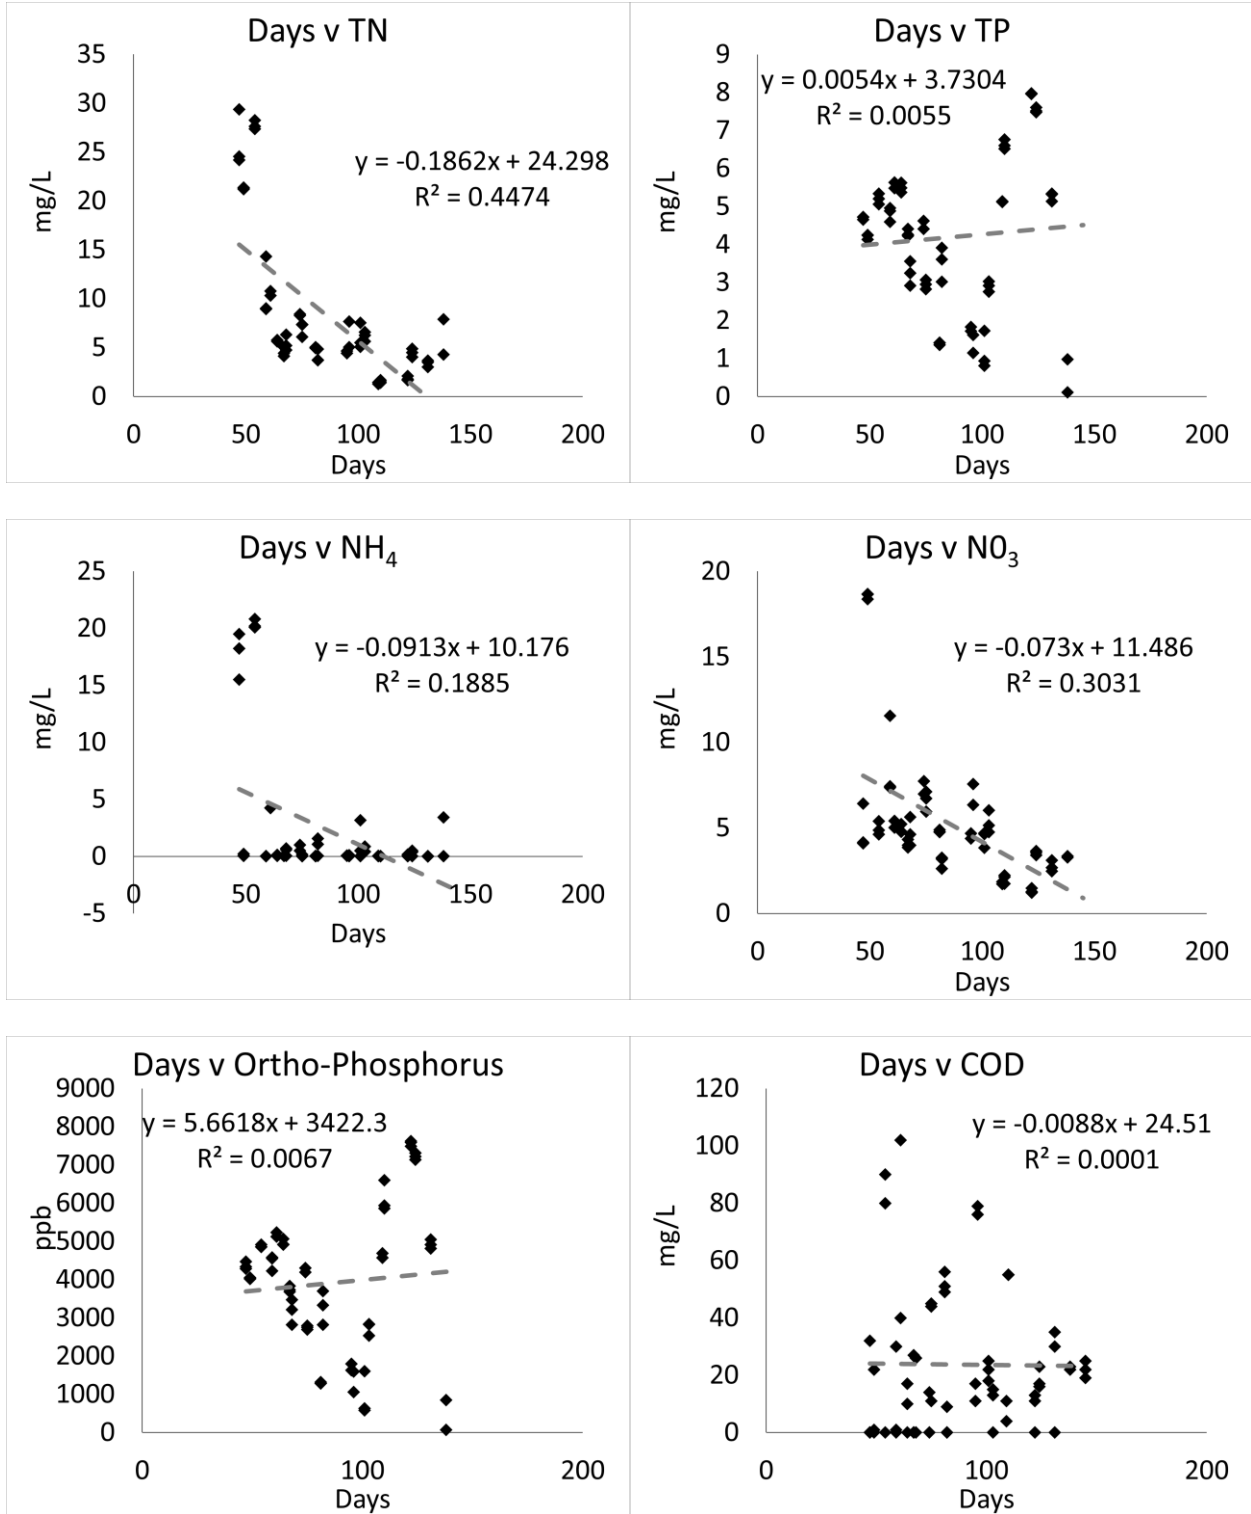 Days v TN
35
30
25
20
15
10
5
0
mg/L
y = -0.1862x + 24.298
R² = 0.4474
0 50 100 150 200
Days
Days v TP
9
8
7
6
5
4
3
2
1
0
mg/L
y = 0.0054x + 3.7304
R² = 0.0055
0 50 100 150 200
Days
Days v NH₄
25
20
15
10
5
0
-5
mg/L
y = -0.0913x + 10.176
R² = 0.1885
0 50 100 150 200
Days
Days v N0₃
20
15
10
5
0
mg/L
y = -0.073x + 11.486
R² = 0.3031
0 50 100 150 200
Days
Days v Ortho-Phosphorus
9000
8000
7000
6000
5000
4000
3000
2000
1000
0
ppb
y = 5.6618x + 3422.3
R² = 0.0067
0 100 200
Days
Days v COD
120
100
80
60
40
20
0
mg/L
y = -0.0088x + 24.51
R² = 0.0001
0 100 200
Days